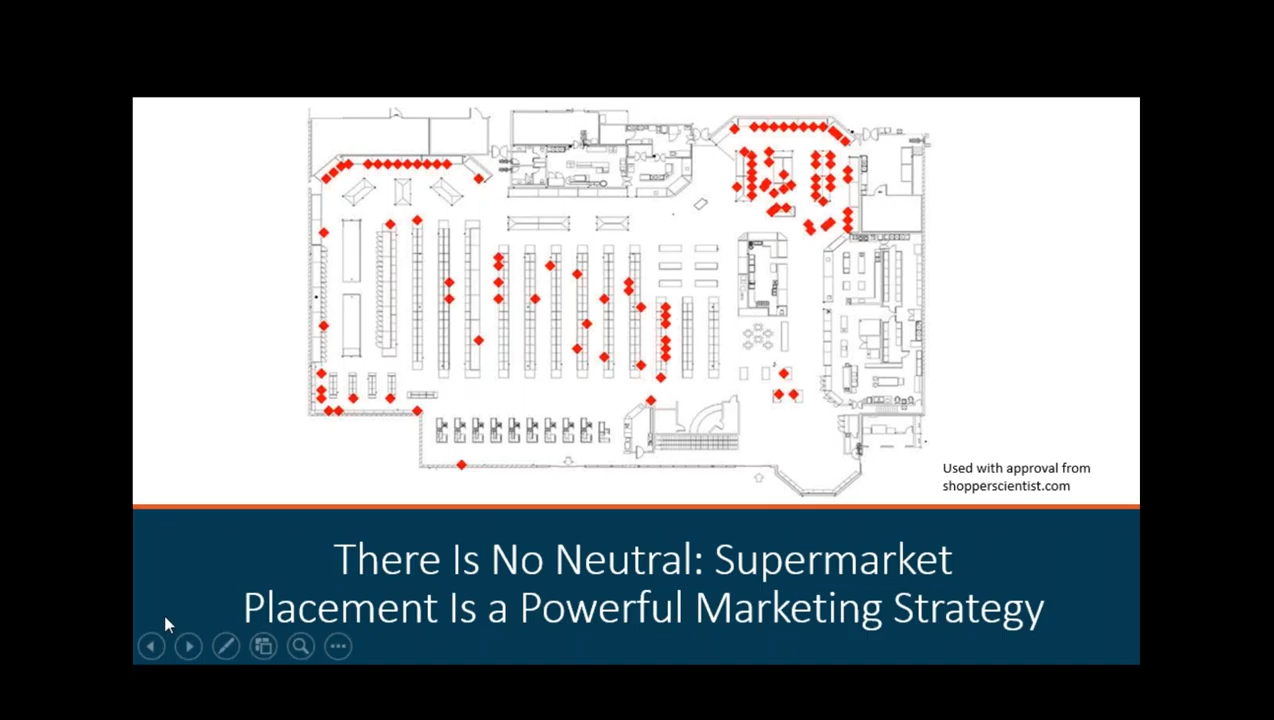 Used with approval from
shopperscientist.com
There Is No Neutral: Supermarket
Placement Is a Powerful Marketing Strategy